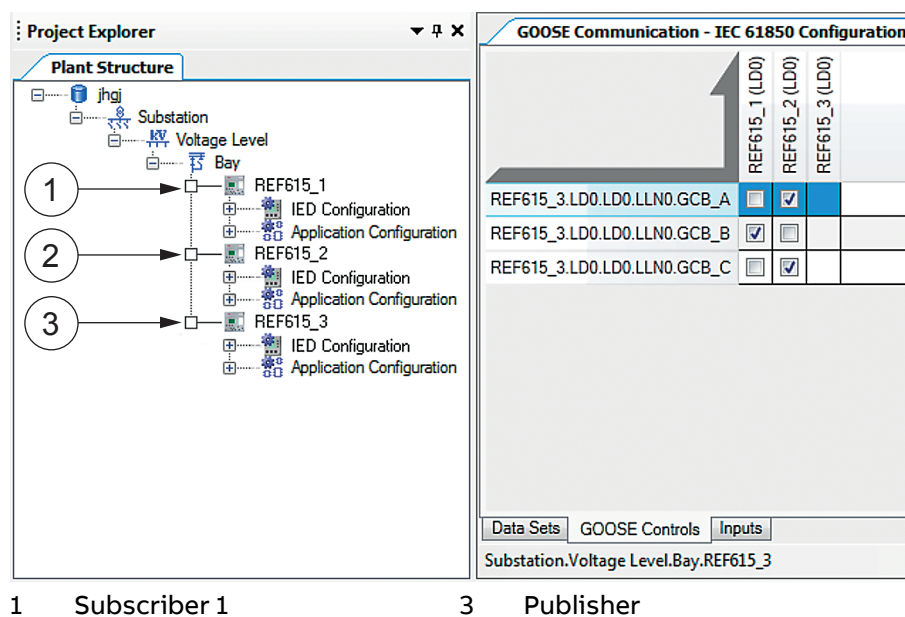 Project Explorer
Plant Structure
jhgj
Substation
Voltage Level
Bay
1
REF615_1
IED Configuration
Application Configuration
2
REF615_2
IED Configuration
Application Configuration
3
REF615_3
IED Configuration
Application Configuration
GOOSE Communication - IEC 61850 Configuration
REF615_1 (LD0)
REF615_2 (LD0)
REF615_3 (LD0)
REF615_3.LD0.LD0.LLN0.GCB_A
REF615_3.LD0.LD0.LLN0.GCB_B
REF615_3.LD0.LD0.LLN0.GCB_C
Data Sets GOOSE Controls Inputs
Substation.Voltage Level.Bay.REF615_3
1 Subscriber 1 3 Publisher